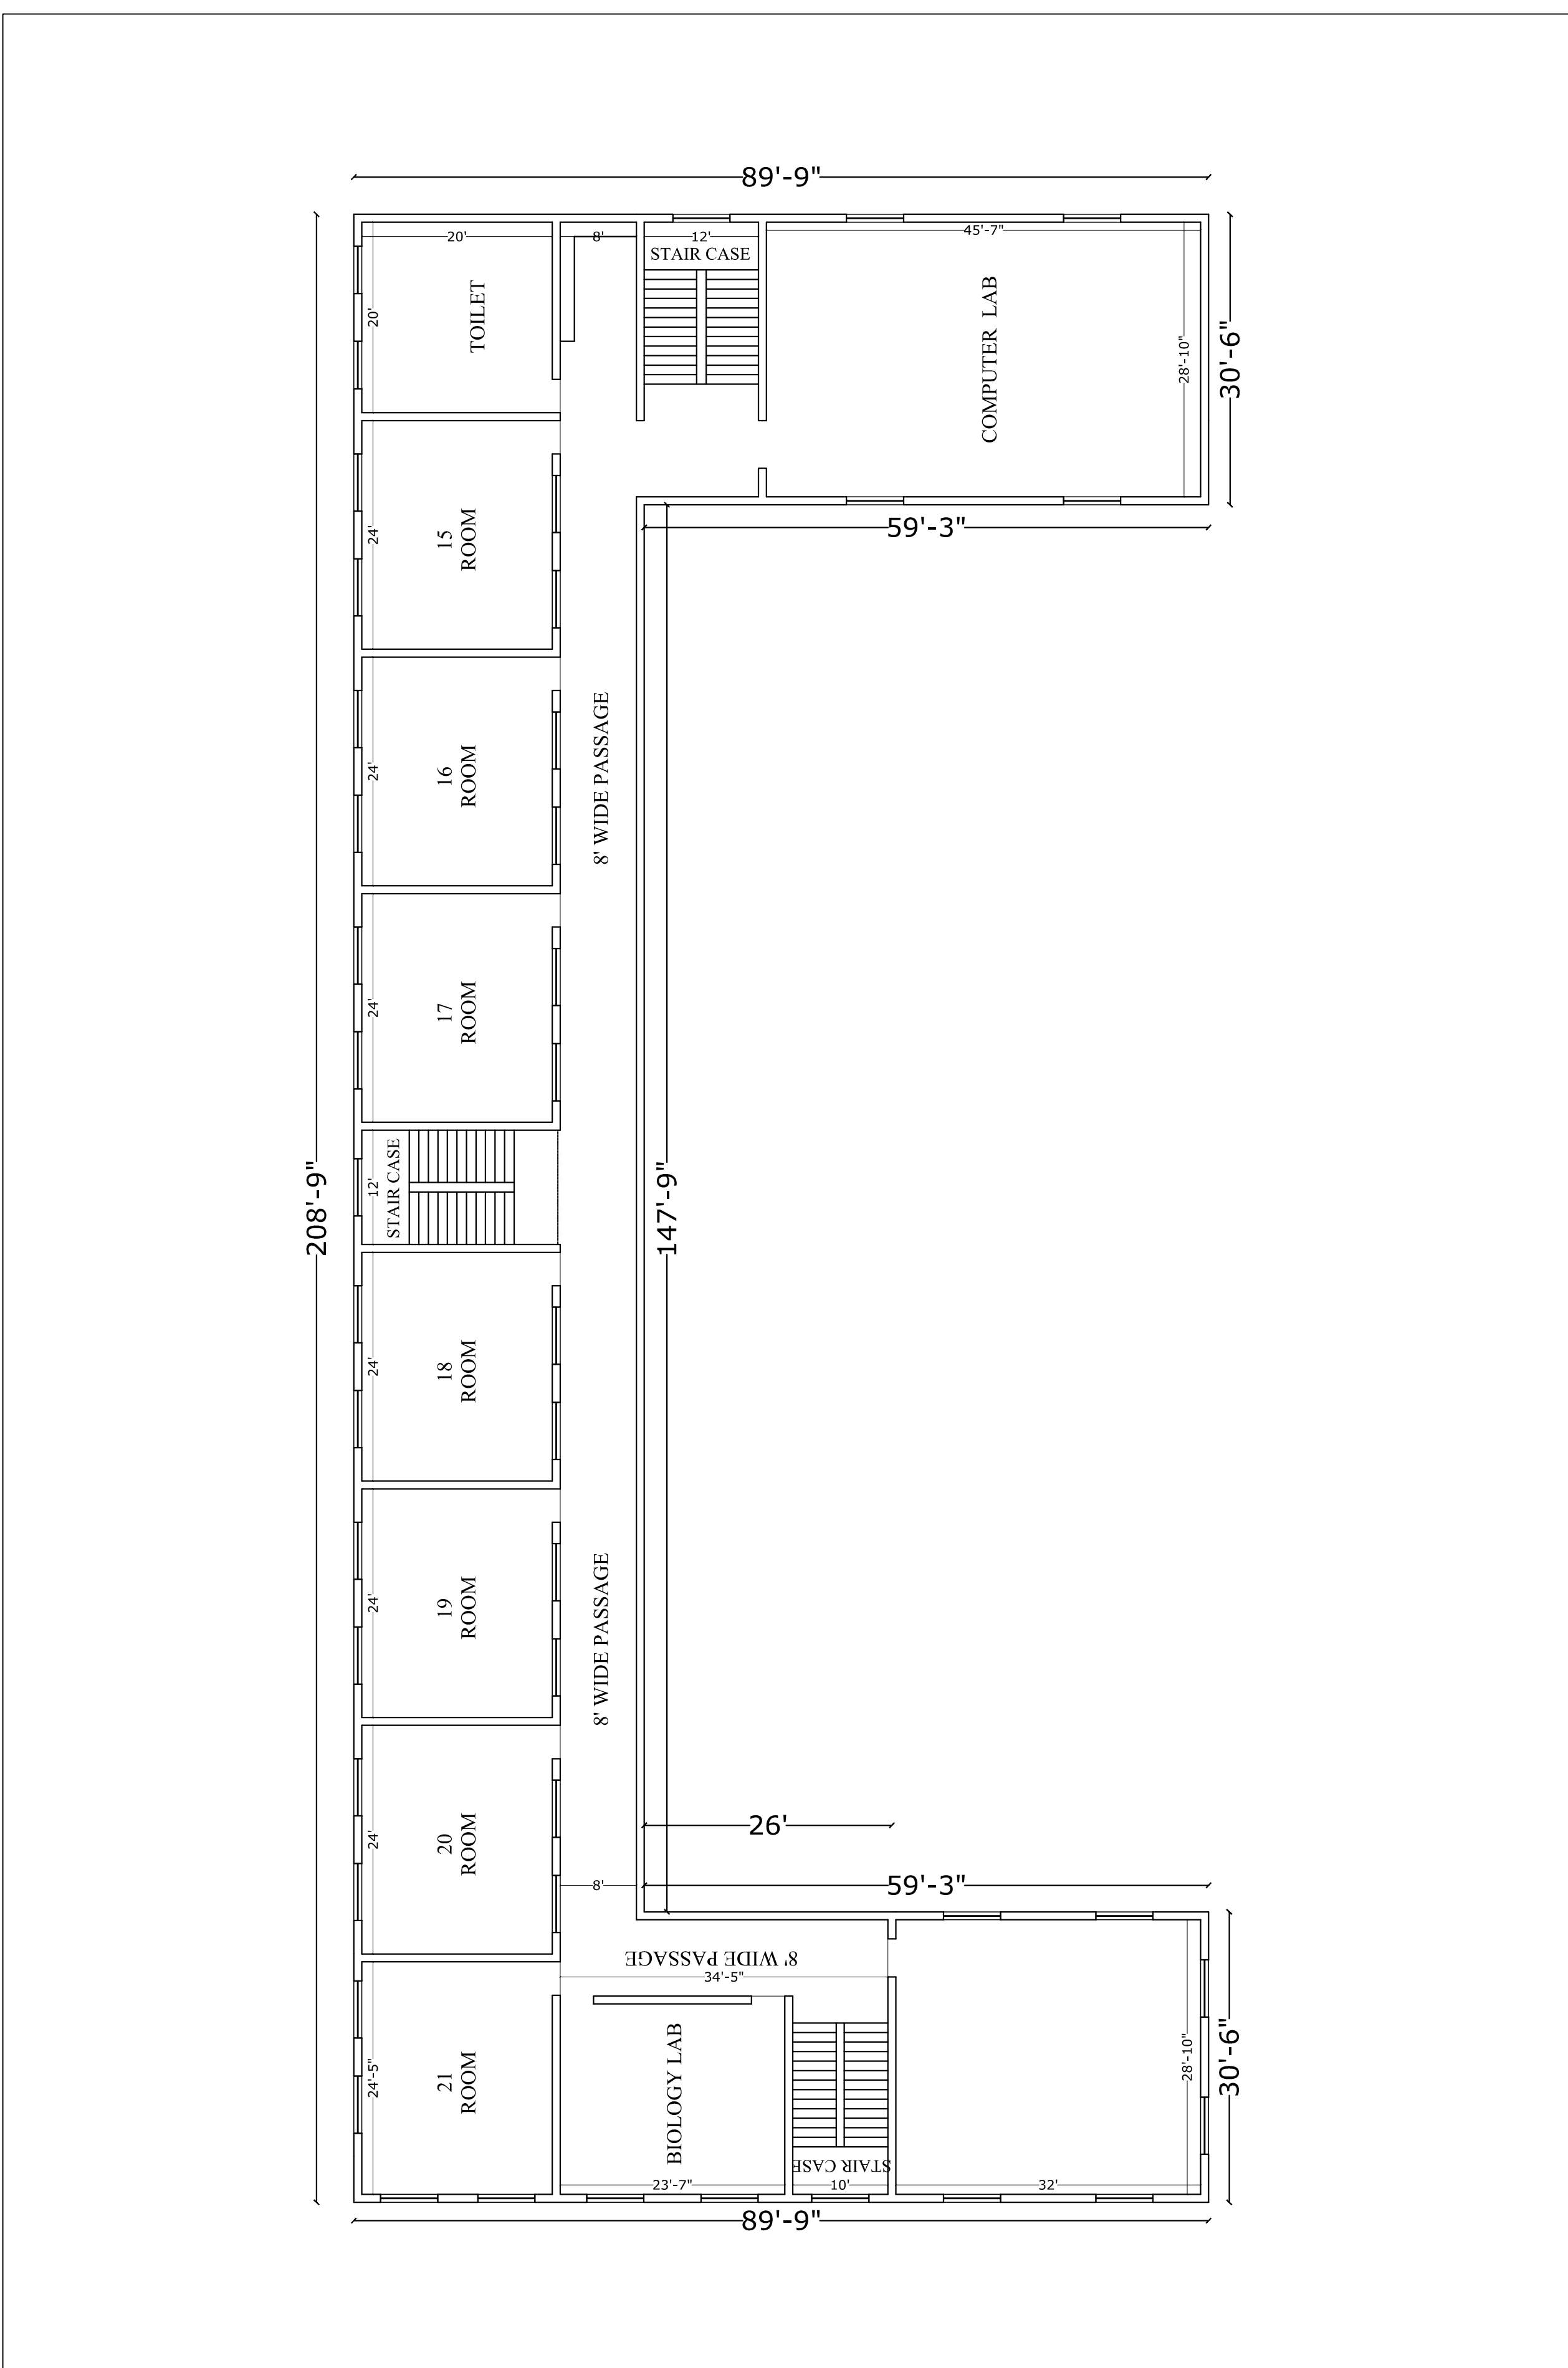 89'-9"
20'
8'
12'
45'-7"
STAIR CASE
TOILET
20'
COMPUTER LAB
28'-10"
30'-6"
59'-3"
24'
15
ROOM
24'
16
ROOM
8' WIDE PASSAGE
24'
17
ROOM
208'-9"
12'
STAIR CASE
147'-9"
24'
18
ROOM
24'
19
ROOM
8' WIDE PASSAGE
24'
20
ROOM
26'
8'
59'-3"
8' WIDE PASSAGE
34'-5"
24'-5"
21
ROOM
BIOLOGY LAB
STAIR CASE
28'-10"
30'-6"
23'-7"
10'
32'
89'-9"